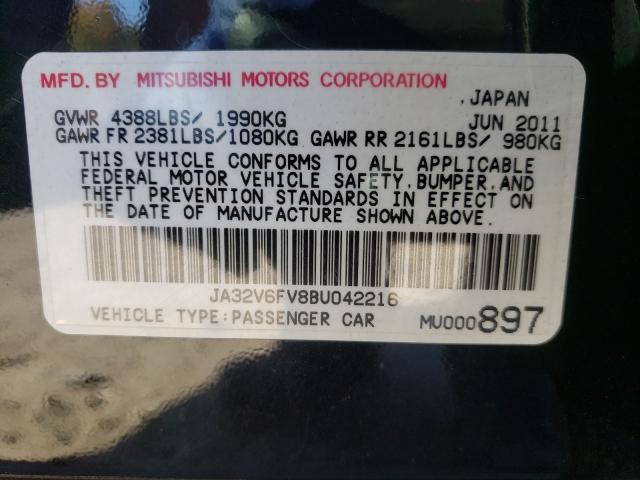 MFD. BY MITSUBISHI MOTORS CORPORATION
, JAPAN
GVWR 4388LBS/ 1990KG JUN 2011
GAWR FR 2381LBS/1080KG GAWR RR 2161LBS/ 980KG
THIS VEHICLE CONFORMS TO ALL APPLICABLE
FEDERAL MOTOR VEHICLE SAFETY, BUMPER, AND
THEFT PREVENTION STANDARDS IN EFFECT ON
THE DATE OF MANUFACTURE SHOWN ABOVE.
JA32V6FV8BU042216
VEHICLE TYPE:PASSENGER CAR MU000897